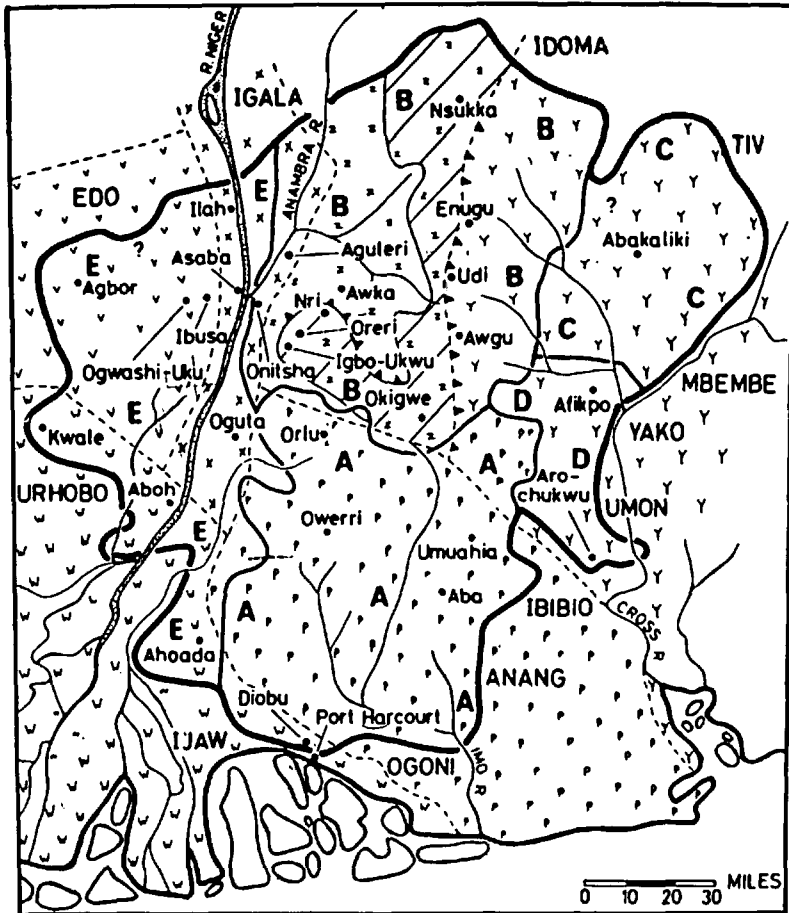 IDOMA
R. NIGER
IGALA
B
Nsukka
B
C
TIV
ANAMBRA R.
E
EDO
Ilah
B
Enugu
?
Abakaliki
?
E
Agbor
Asaba
Aguleri
Udi
B
Nri
Awka
C
Oreri
Awgu
C
Ibusa
Igbo-Ukwu
Ogwashi-Uku
Onitsha
B
Okigwe
D
Afikpo
MBEMBE
E
Kwale
Oguta
Orlu
A
A
D
YAKO
Aro-
chukwu
URHOBO
Aboh
E
Owerri
UMON
Umuahia
A
A
Aba
IBIBIO
CROSS R.
E
Ahoada
ANANG
Diobu
A
Port Harcourt
IJAW
OGONI
IMO R.
MILES
0 10 20 30